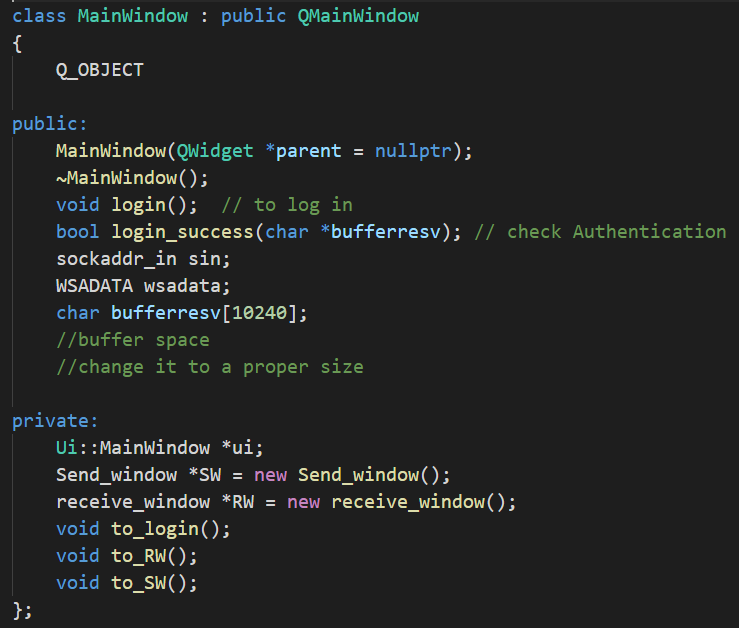 class MainWindow : public QMainWindow
{
    Q_OBJECT

public:
    MainWindow(QWidget *parent = nullptr);
    ~MainWindow();
    void login();  // to log in
    bool login_success(char *bufferresv); // check Authentication
    sockaddr_in sin;
    WSADATA wsadata;
    char bufferresv[10240];
    //buffer space
    //change it to a proper size

private:
    Ui::MainWindow *ui;
    Send_window *SW = new Send_window();
    receive_window *RW = new receive_window();
    void to_login();
    void to_RW();
    void to_SW();
};